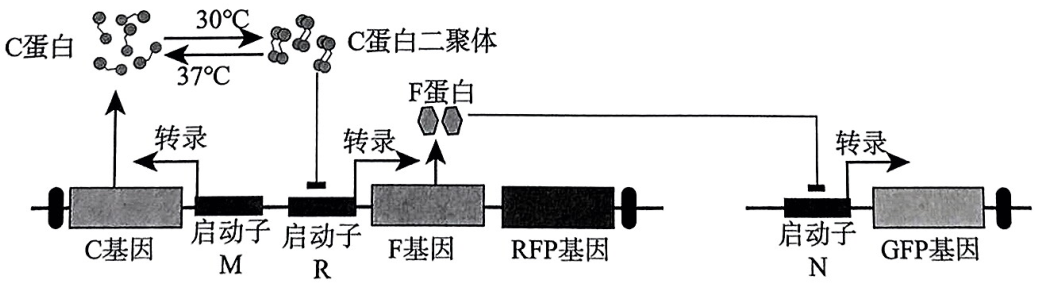 30℃
C蛋白
C蛋白二聚体
37℃
F蛋白
转录
转录
转录
C基因
启动子
M
启动子
R
F基因
RFP基因
启动子
N
GFP基因